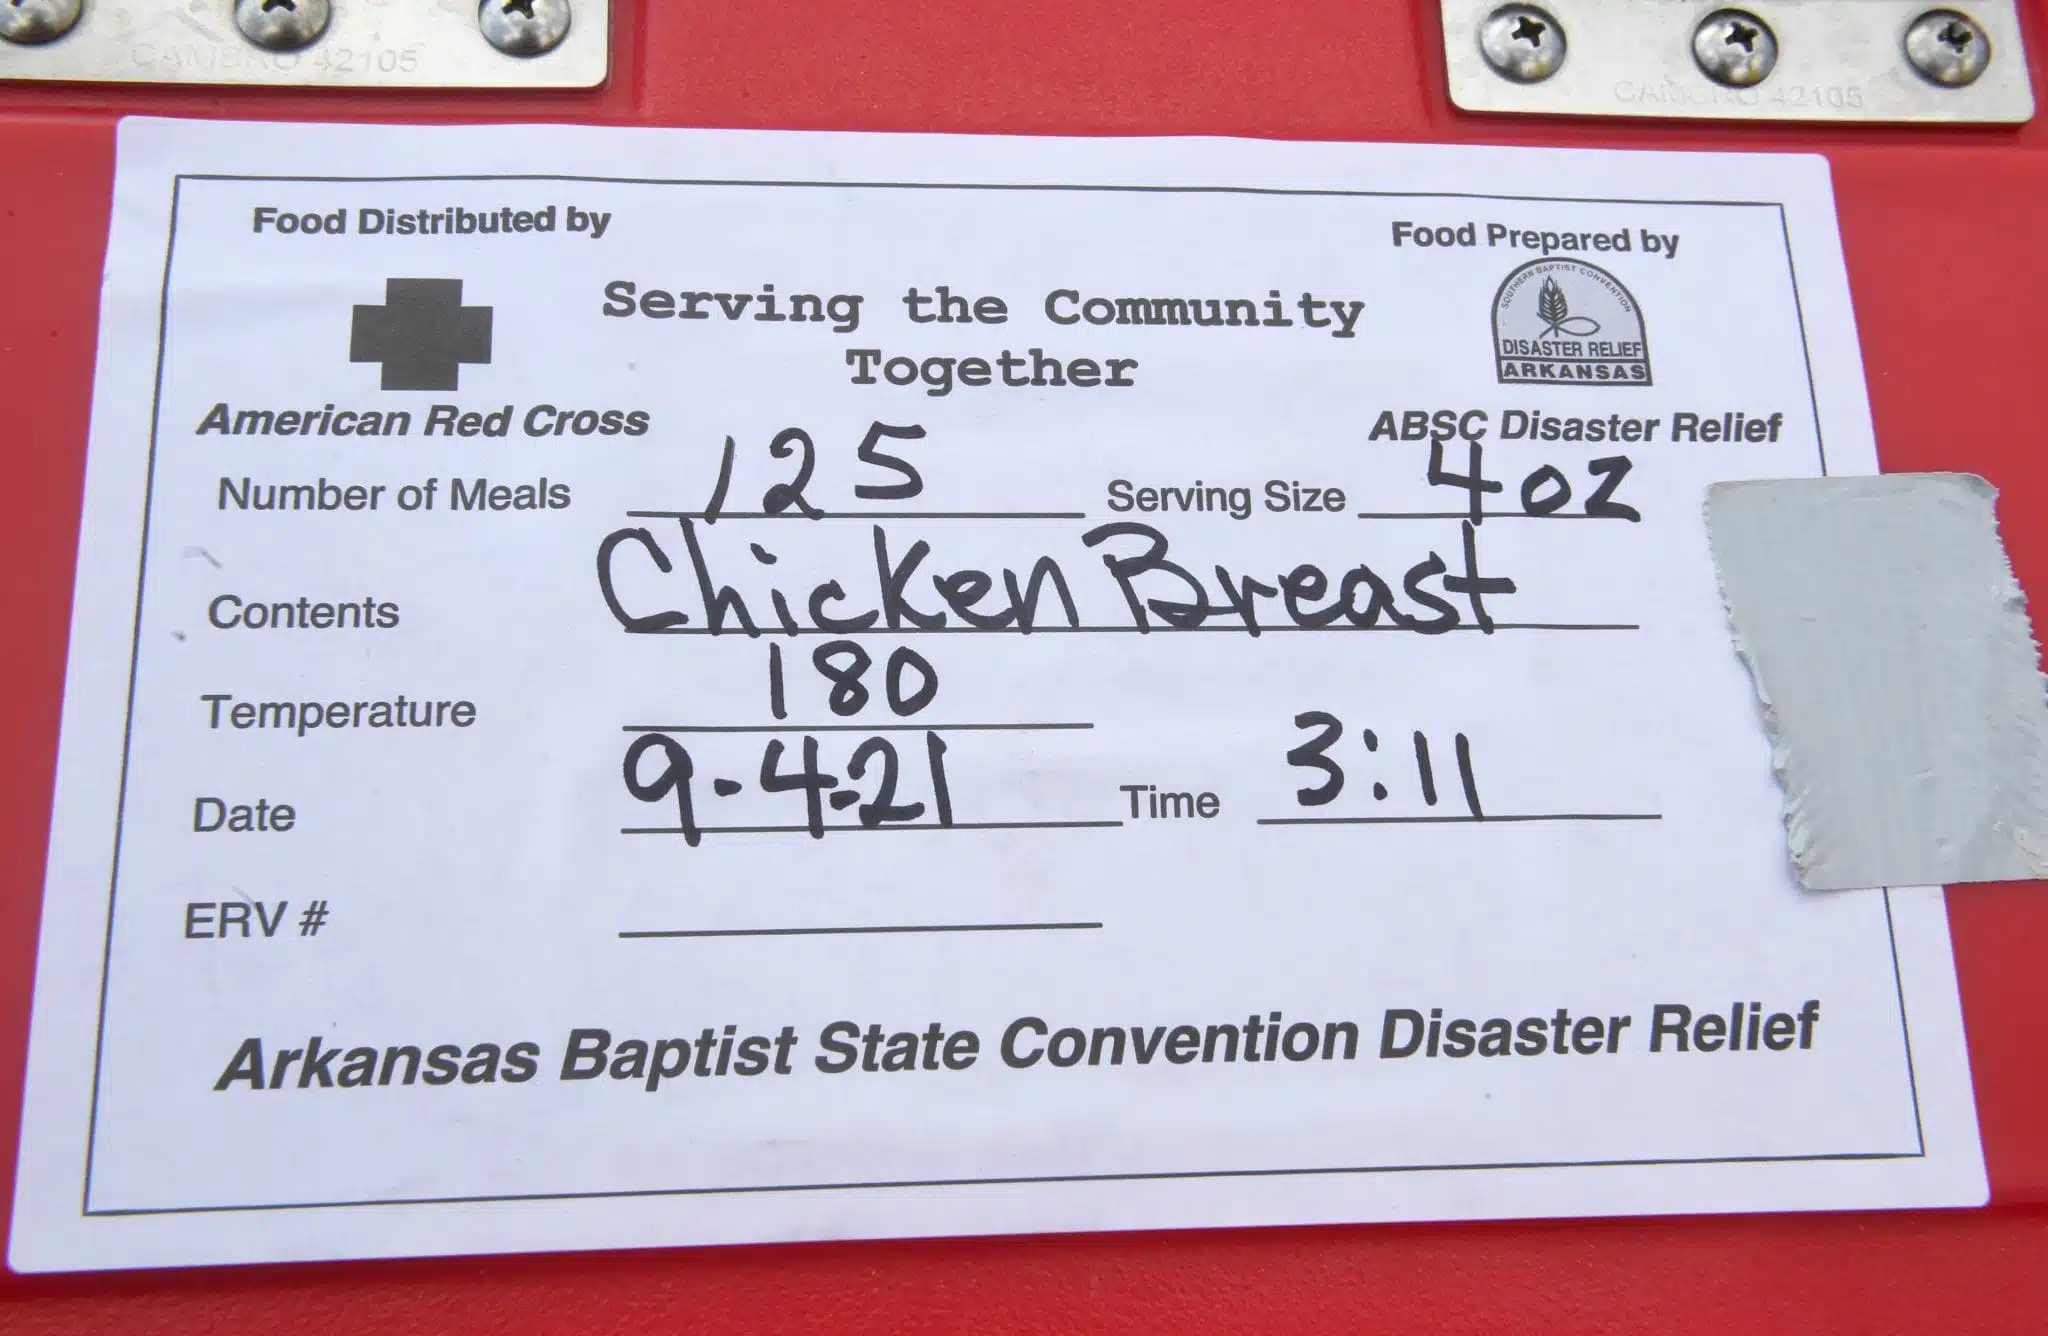 CAMBRO 42105
CAMBRO 42105
Food Distributed by
Food Prepared by
SOUTHERN BAPTIST CONVENTION
DISASTER RELIEF
ARKANSAS
Serving the Community
Together
American Red Cross
ABSC Disaster Relief
Number of Meals 125 Serving Size 4oz
Contents Chicken Breast
Temperature 180
Date 9-4-21 Time 3:11
ERV #
Arkansas Baptist State Convention Disaster Relief